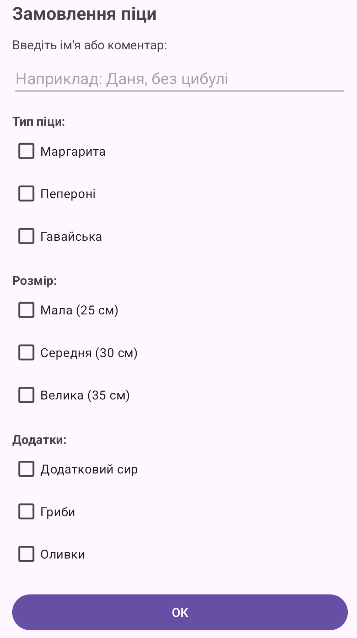 Замовлення піци
Введіть ім'я або коментар:
Наприклад: Даня, без цибулі
Тип піци:
Маргарита
Пепероні
Гавайська
Розмір:
Мала (25 см)
Середня (30 см)
Велика (35 см)
Додатки:
Додатковий сир
Гриби
Оливки
ОК